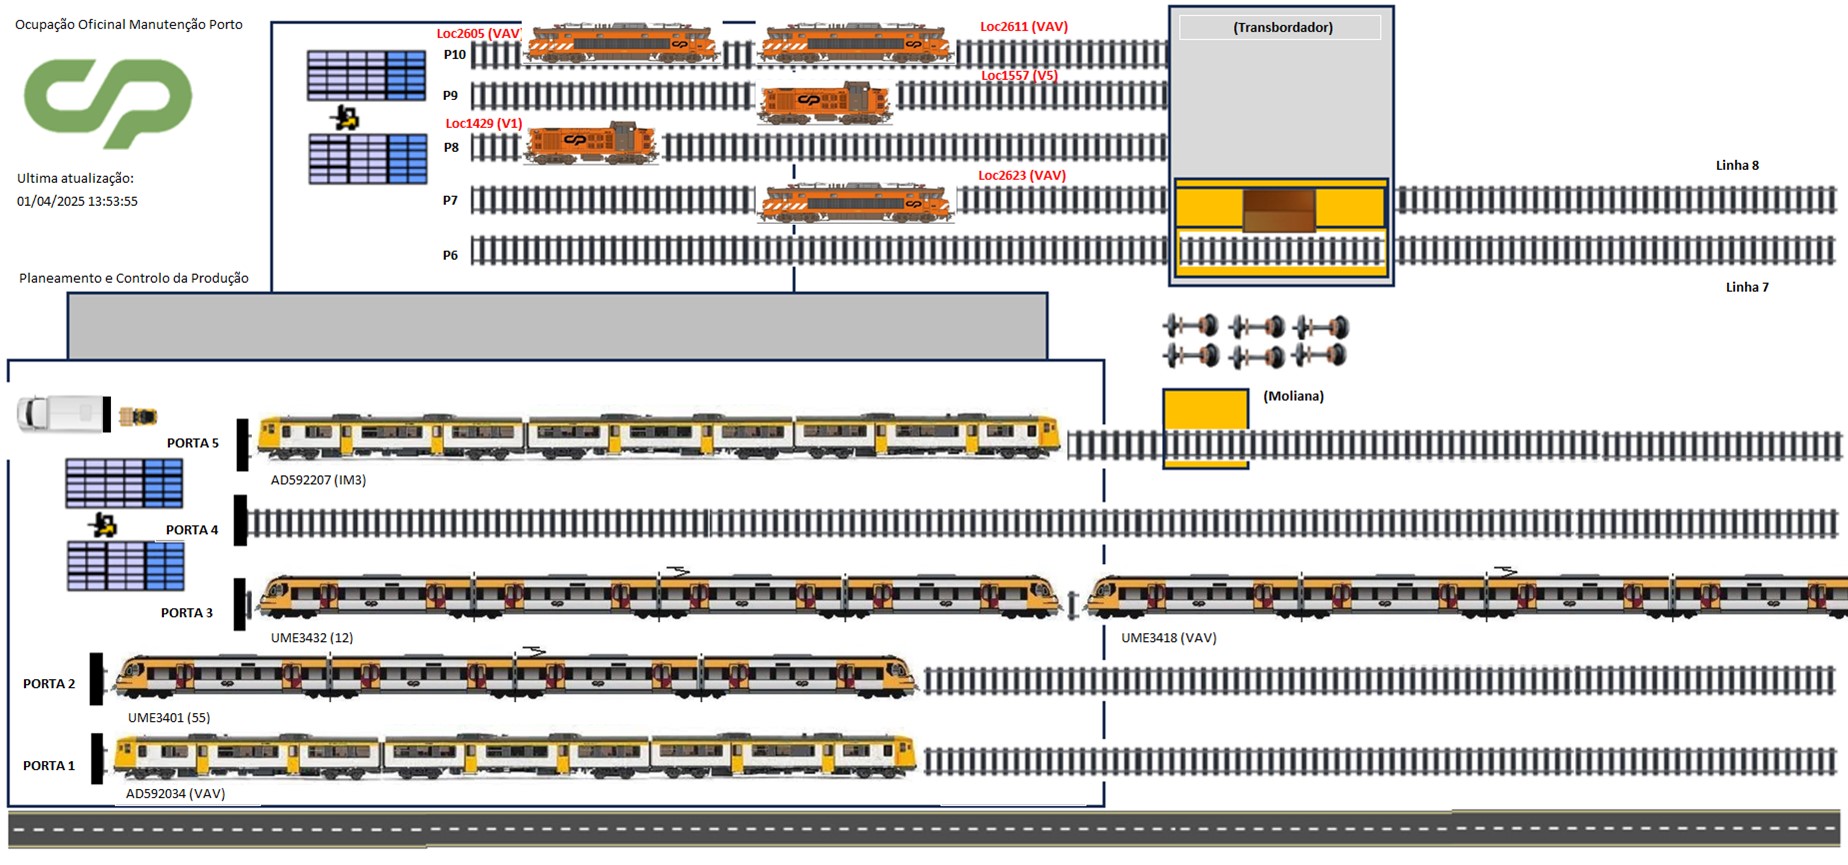 Ocupação Oficinal Manutenção Porto
Ultima atualização:
01/04/2025 13:53:55
Planeamento e Controlo da Produção
Loc2605 (VAV)
Loc2611 (VAV)
P10
Loc1557 (V5)
P9
Loc1429 (V1)
P8
Loc2623 (VAV)
P7
P6
(Transbordador)
Linha 8
Linha 7
(Moliana)
PORTA 5
AD592207 (IM3)
PORTA 4
PORTA 3
UME3432 (12)
UME3418 (VAV)
PORTA 2
UME3401 (55)
PORTA 1
AD592034 (VAV)